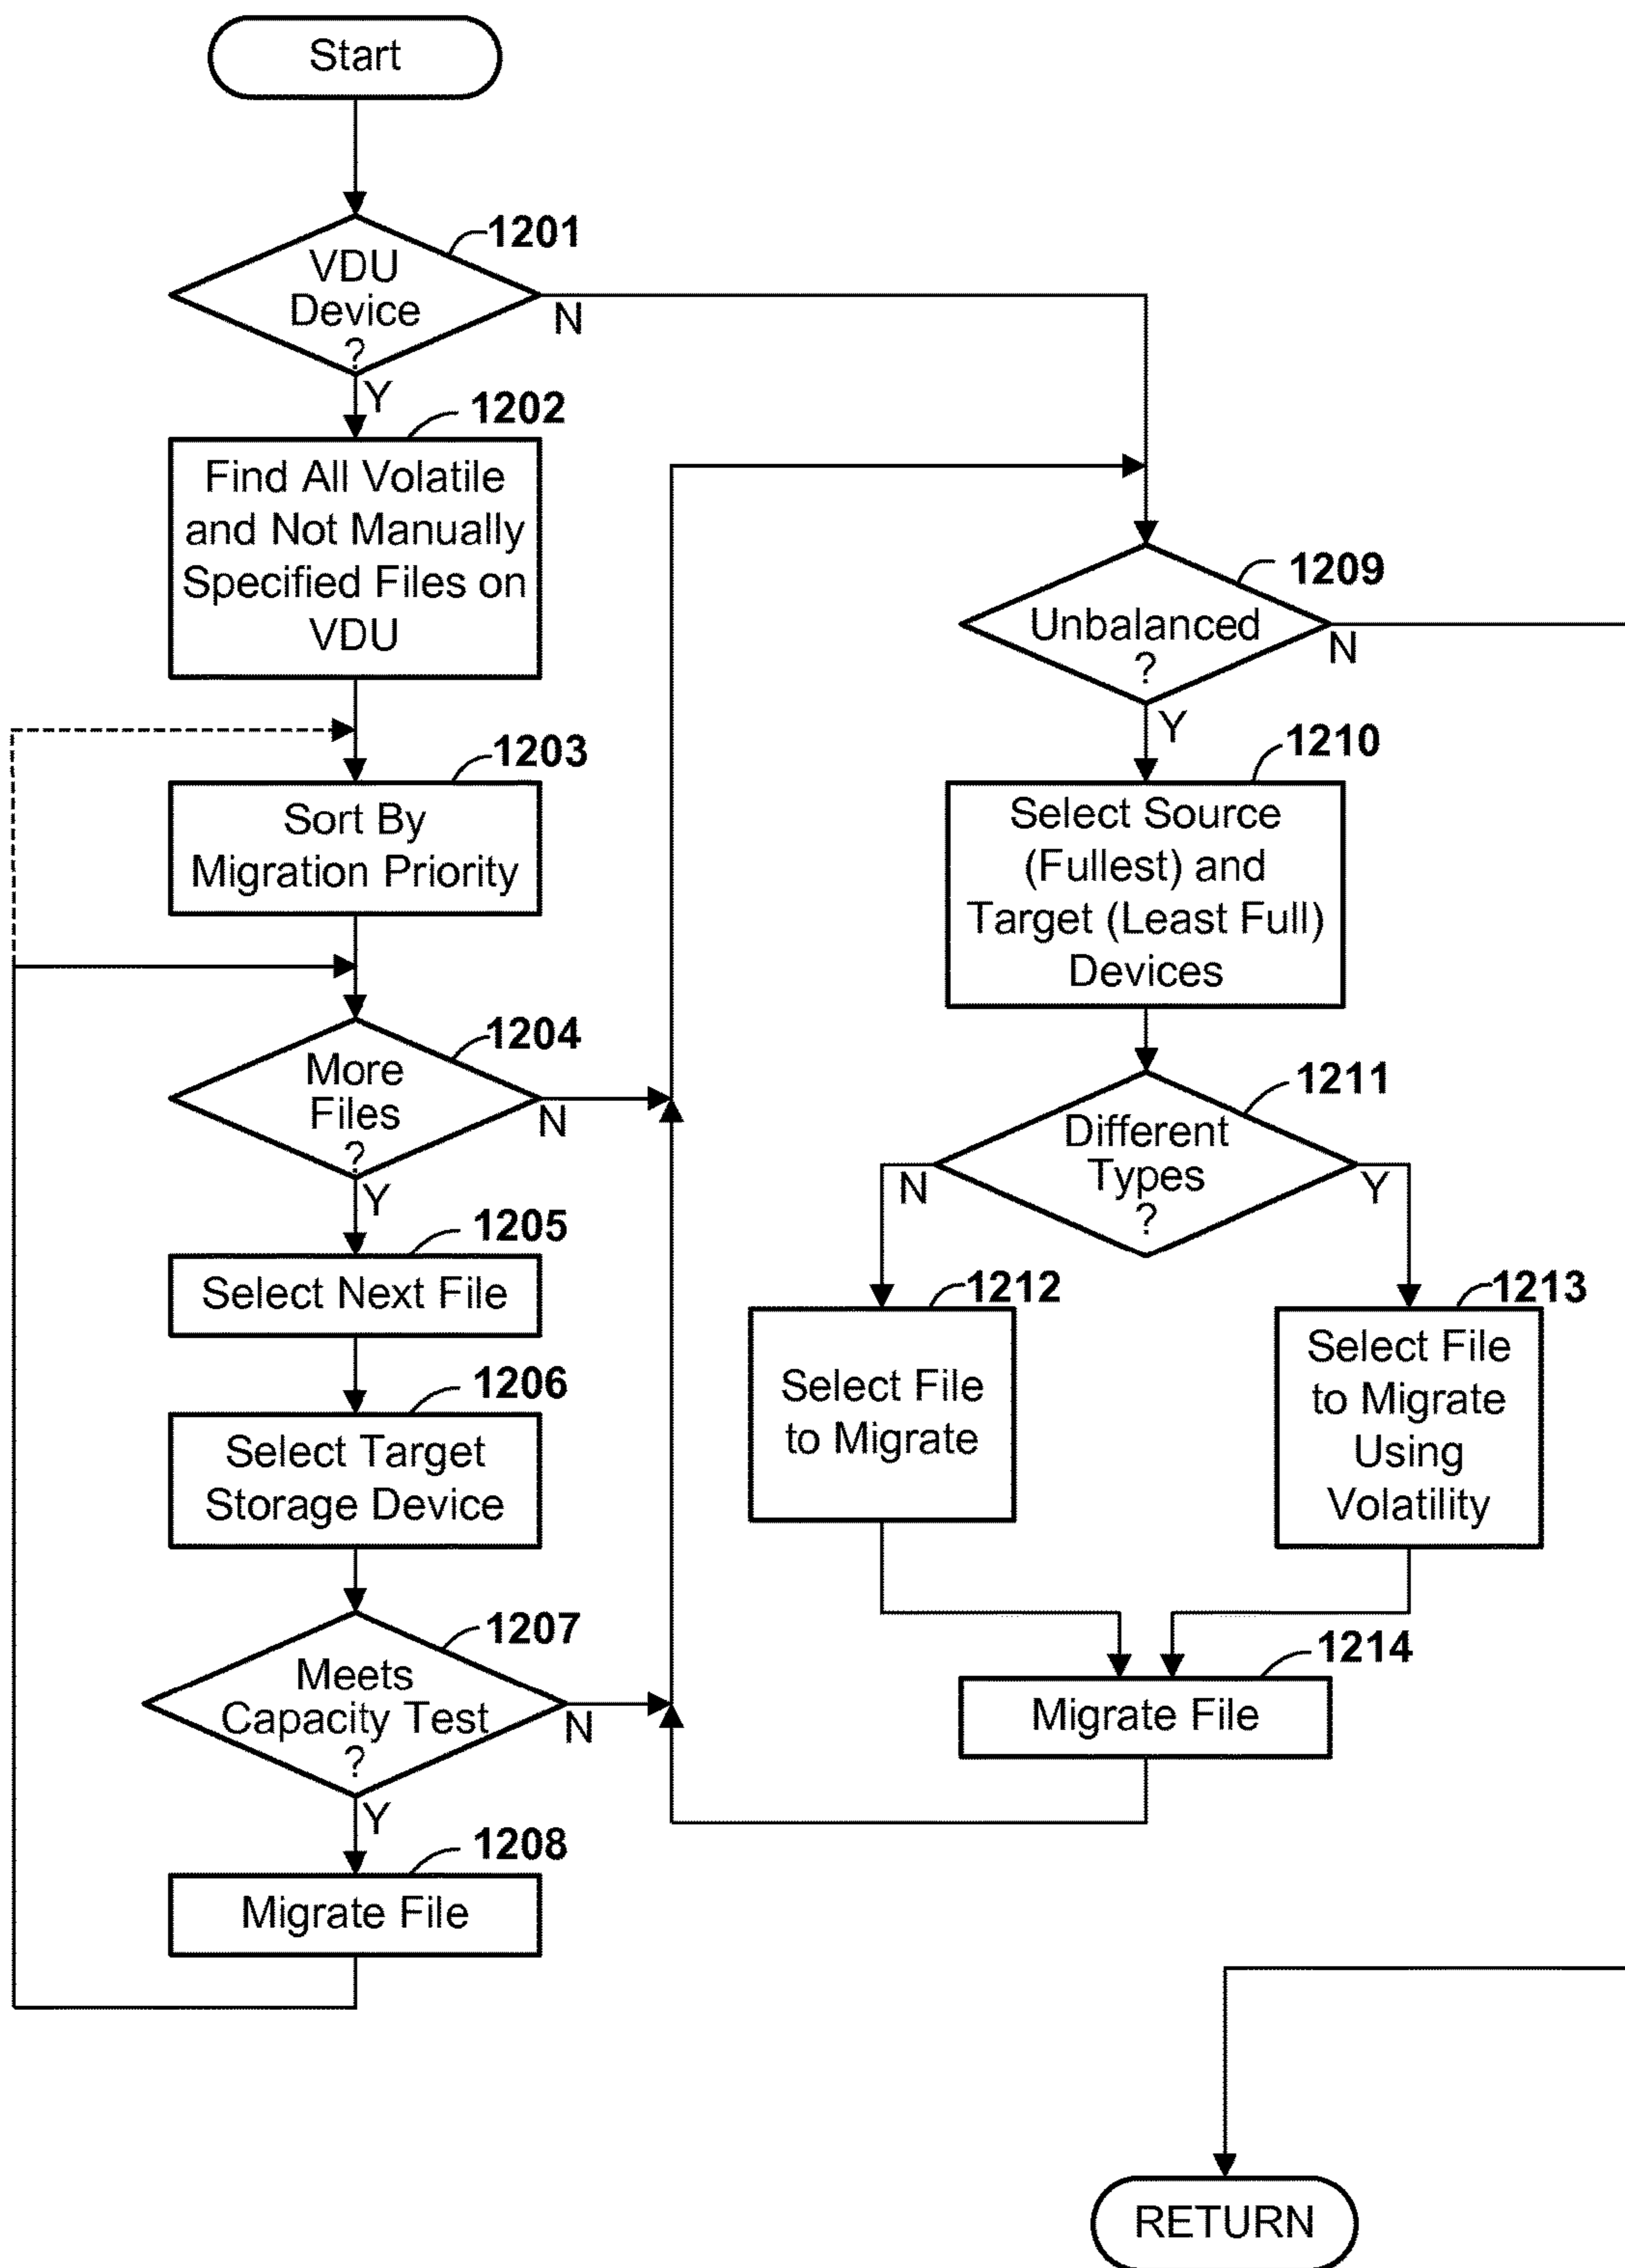 Start
1201
VDU
Device
?
N
Y
1202
Find All Volatile
and Not Manually
Specified Files on
VDU
1203
Sort By
Migration Priority
1204
More
Files
?
N
Y
1205
Select Next File
1206
Select Target
Storage Device
1207
Meets
Capacity Test
?
N
Y
1208
Migrate File
1209
Unbalanced
?
N
Y
1210
Select Source
(Fullest) and
Target (Least Full)
Devices
1211
Different
Types
?
N
Y
1212
Select File
to Migrate
1213
Select File
to Migrate
Using
Volatility
1214
Migrate File
RETURN